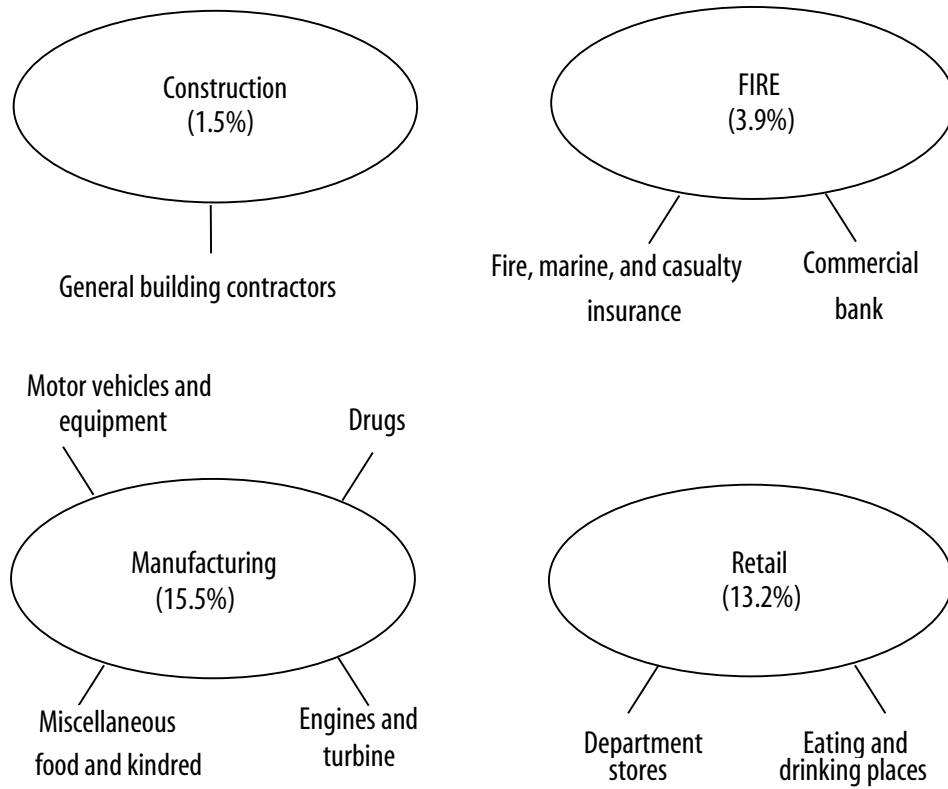 Construction
(1.5%)
General building contractors
FIRE
(3.9%)
Fire, marine, and casualty
insurance
Commercial
bank
Motor vehicles and
equipment
Drugs
Manufacturing
(15.5%)
Miscellaneous
food and kindred
Engines and
turbine
Retail
(13.2%)
Department
stores
Eating and
drinking places